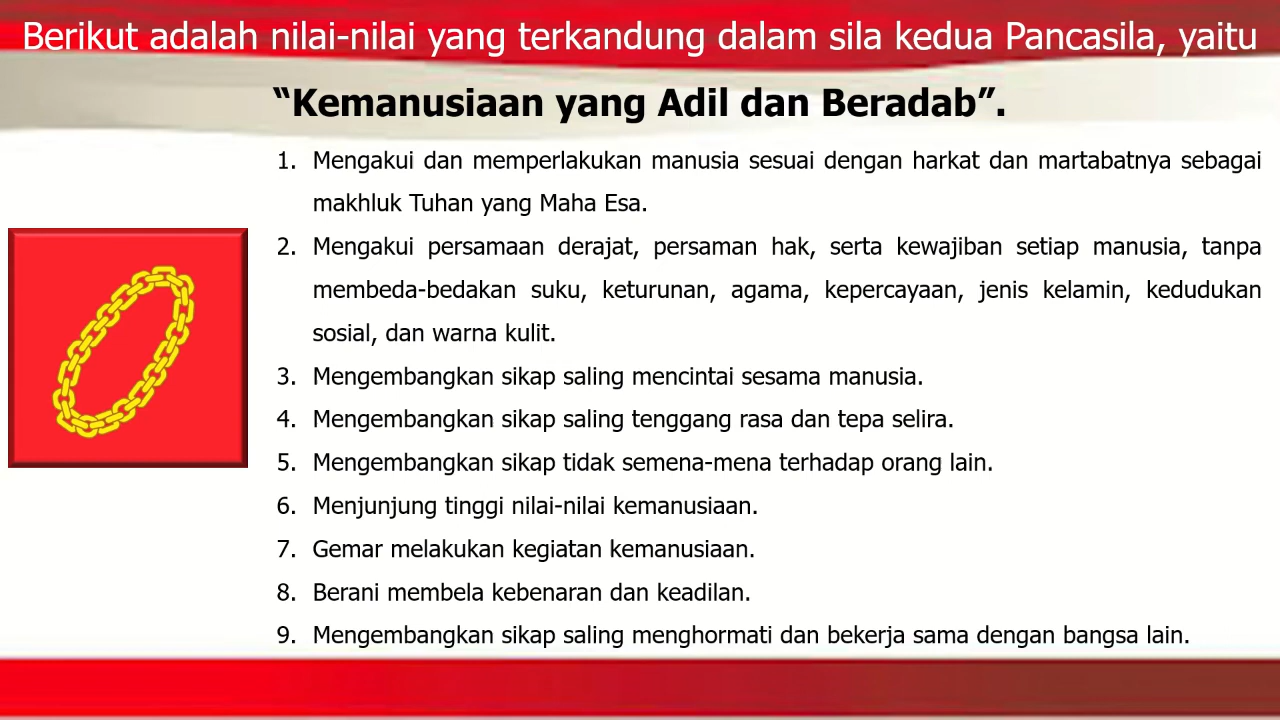 Berikut adalah nilai-nilai yang terkandung dalam sila kedua Pancasila, yaitu
“Kemanusiaan yang Adil dan Beradab”.
1. Mengakui dan memperlakukan manusia sesuai dengan harkat dan martabatnya sebagai
makhluk Tuhan yang Maha Esa.
2. Mengakui persamaan derajat, persaman hak, serta kewajiban setiap manusia, tanpa
membeda-bedakan suku, keturunan, agama, kepercayaan, jenis kelamin, kedudukan
sosial, dan warna kulit.
3. Mengembangkan sikap saling mencintai sesama manusia.
4. Mengembangkan sikap saling tenggang rasa dan tepa selira.
5. Mengembangkan sikap tidak semena-mena terhadap orang lain.
6. Menjunjung tinggi nilai-nilai kemanusiaan.
7. Gemar melakukan kegiatan kemanusiaan.
8. Berani membela kebenaran dan keadilan.
9. Mengembangkan sikap saling menghormati dan bekerja sama dengan bangsa lain.